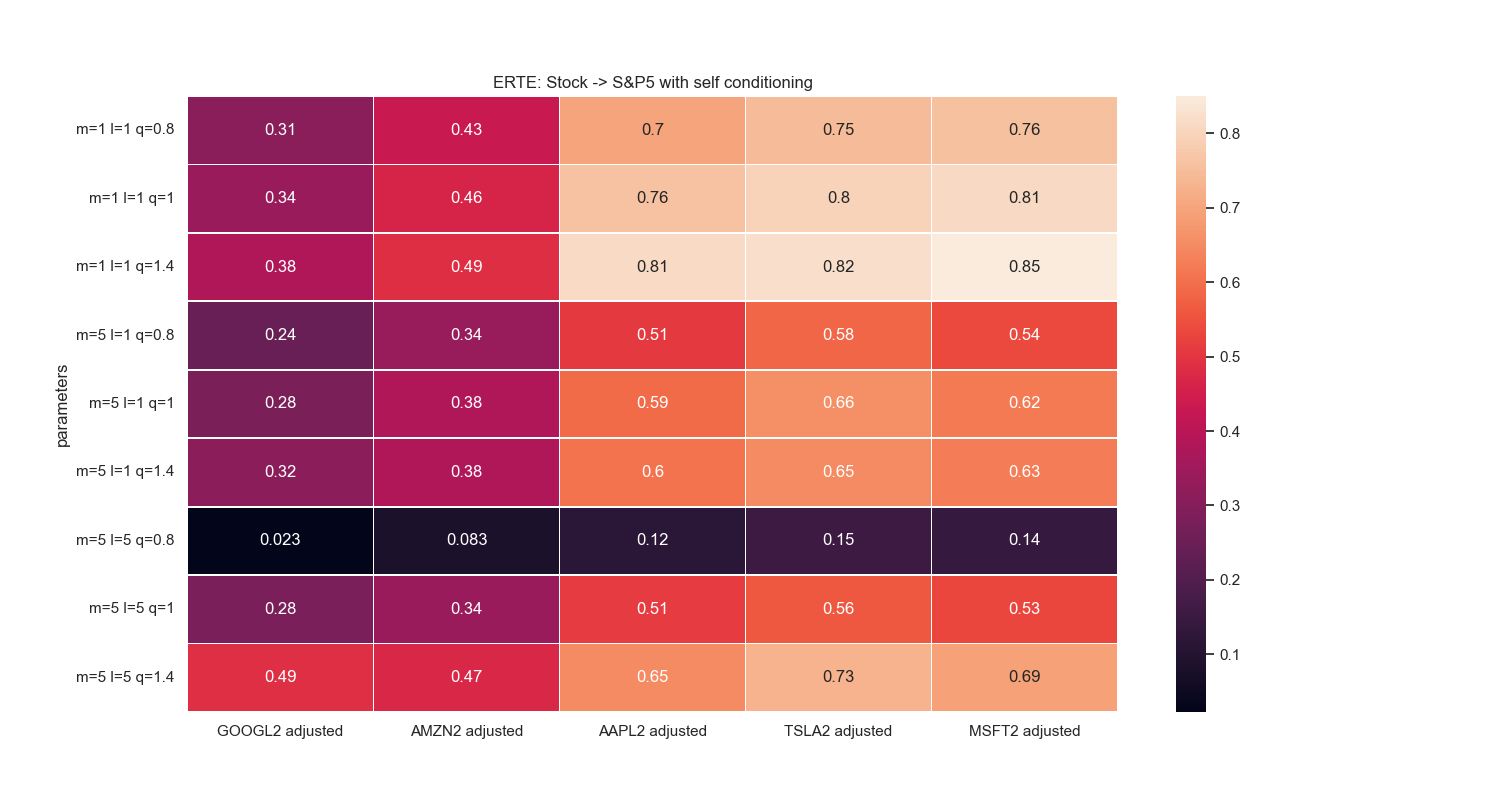 ERTE: Stock -> S&P5 with self conditioning
parameters
m=1 l=1 q=0.8 0.31 0.43 0.7 0.75 0.76
m=1 l=1 q=1 0.34 0.46 0.76 0.8 0.81
m=1 l=1 q=1.4 0.38 0.49 0.81 0.82 0.85
m=5 l=1 q=0.8 0.24 0.34 0.51 0.58 0.54
m=5 l=1 q=1 0.28 0.38 0.59 0.66 0.62
m=5 l=1 q=1.4 0.32 0.38 0.6 0.65 0.63
m=5 l=5 q=0.8 0.023 0.083 0.12 0.15 0.14
m=5 l=5 q=1 0.28 0.34 0.51 0.56 0.53
m=5 l=5 q=1.4 0.49 0.47 0.65 0.73 0.69
GOOGL2 adjusted AMZN2 adjusted AAPL2 adjusted TSLA2 adjusted MSFT2 adjusted
0.8
0.7
0.6
0.5
0.4
0.3
0.2
0.1